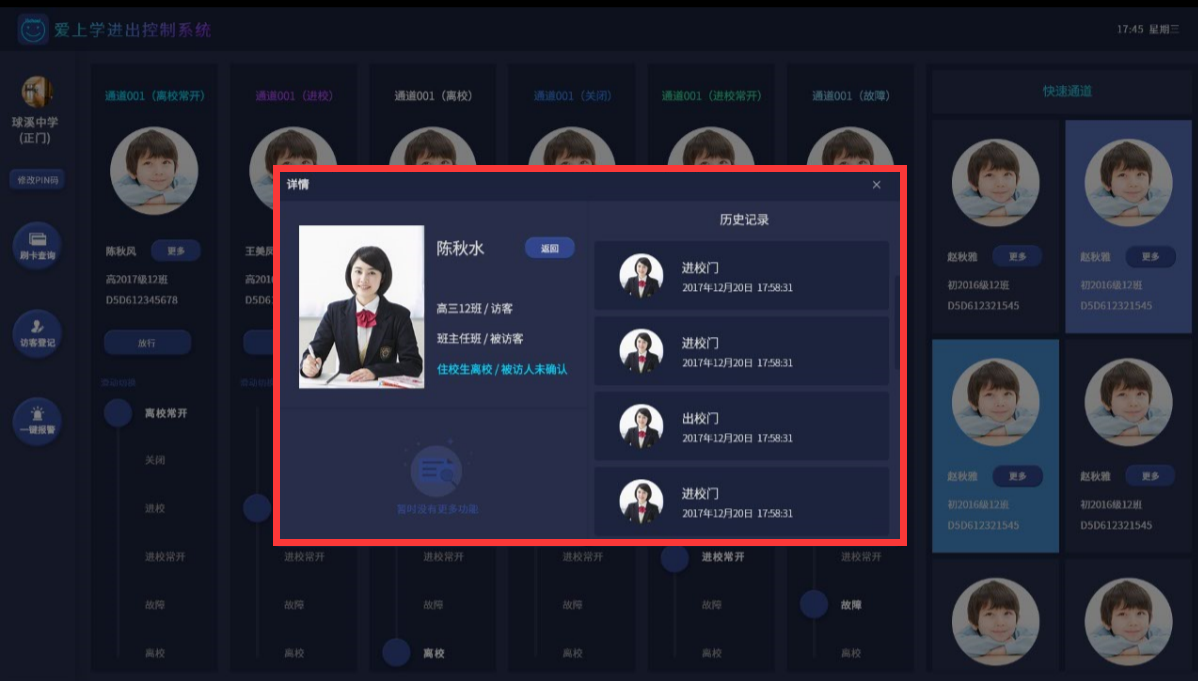 爱上学进出控制系统
17:45 星期三
球溪中学
(正门)
修改PIN码
刷卡查询
访客登记
一键报警
通道001（离校常开）
陈秋风
更多
高2017级12班
D5D612345678
放行
离校常开
关闭
进校
进校常开
故障
离校
通道001（进校）
王美凤
进校常开
故障
离校
通道001（离校）
进校常开
故障
离校
通道001（关闭）
进校常开
故障
离校
通道001（进校常开）
进校常开
故障
离校
通道001（故障）
进校常开
故障
离校
详情
×
陈秋水
返回
高三12班 / 访客
班主任班 / 被访客
住校生离校 / 被访人未确认
暂时没有更多功能
历史记录
进校门
2017年12月20日 17:58:31
进校门
2017年12月20日 17:58:31
出校门
2017年12月20日 17:58:31
进校门
2017年12月20日 17:58:31
快速通道
赵秋雅
更多
初2016级12班
D5D612321545
赵秋雅
更多
初2016级12班
D5D612321545
赵秋雅
更多
初2016级12班
D5D612321545
赵秋雅
更多
初2016级12班
D5D612321545